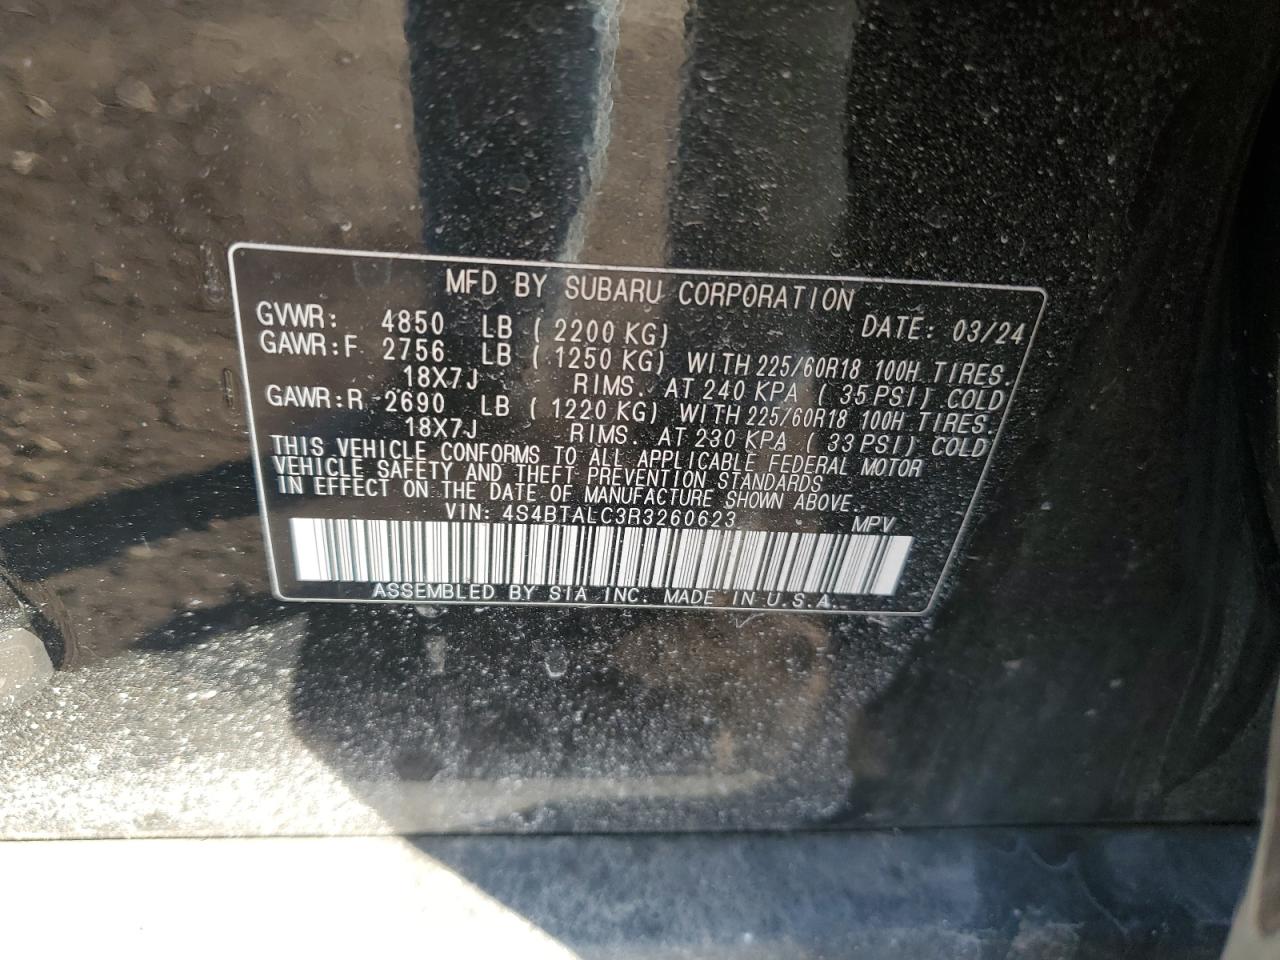 MFD BY SUBARU CORPORATION
GVWR: 4850 LB ( 2200 KG) DATE: 03/24
GAWR:F 2756 LB ( 1250 KG) WITH 225/60R18 100H TIRES.
18X7J RIMS. AT 240 KPA ( 35 PSI) COLD
GAWR:R 2690 LB ( 1220 KG) WITH 225/60R18 100H TIRES.
18X7J RIMS. AT 230 KPA ( 33 PSI) COLD
THIS VEHICLE CONFORMS TO ALL APPLICABLE FEDERAL MOTOR
VEHICLE SAFETY AND THEFT PREVENTION STANDARDS
IN EFFECT ON THE DATE OF MANUFACTURE SHOWN ABOVE.
VIN: 4S4BTALC3R3260623 MPV
ASSEMBLED BY SIA INC. MADE IN U.S.A.